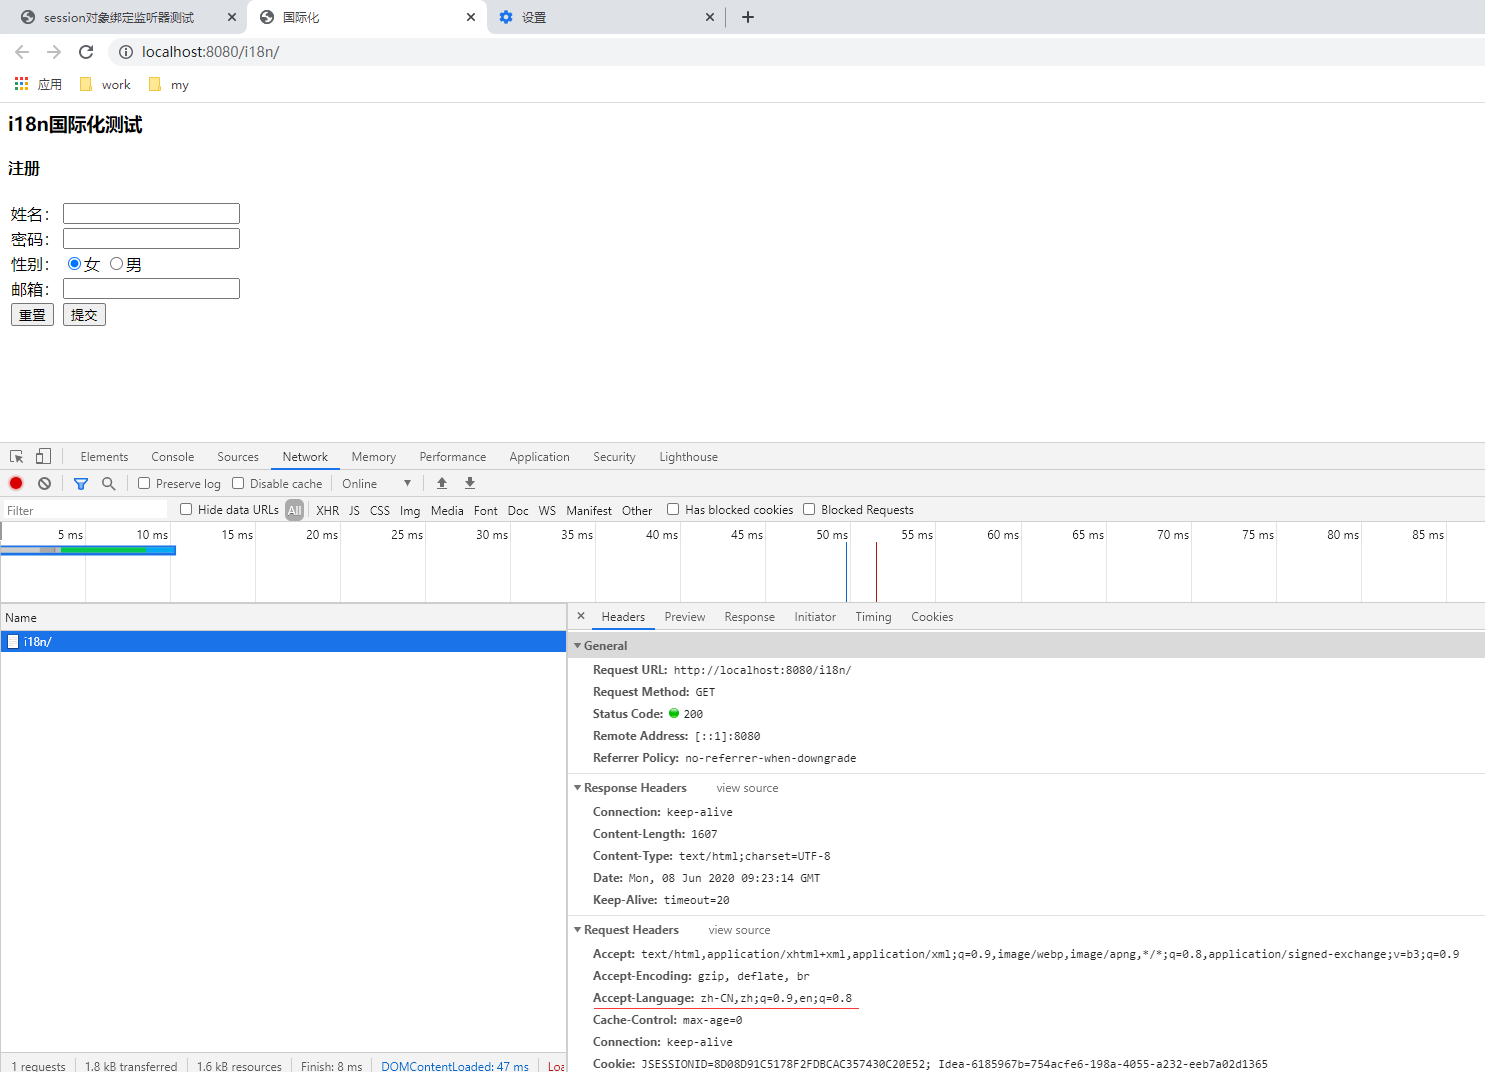 session对象绑定监听器测试
国际化
设置
localhost:8080/i18n/
应用 work my
i18n国际化测试
注册
姓名：
密码：
性别： 女 男
邮箱：
重置 提交
Elements Console Sources Network Memory Performance Application Security Lighthouse
Preserve log Disable cache Online
Filter Hide data URLs All XHR JS CSS Img Media Font Doc WS Manifest Other Has blocked cookies Blocked Requests
5 ms 10 ms 15 ms 20 ms 25 ms 30 ms 35 ms 40 ms 45 ms 50 ms 55 ms 60 ms 65 ms 70 ms 75 ms 80 ms 85 ms
Name
i18n/
Headers Preview Response Initiator Timing Cookies
General
Request URL: http://localhost:8080/i18n/
Request Method: GET
Status Code: 200
Remote Address: [::1]:8080
Referrer Policy: no-referrer-when-downgrade
Response Headers view source
Connection: keep-alive
Content-Length: 1607
Content-Type: text/html;charset=UTF-8
Date: Mon, 08 Jun 2020 09:23:14 GMT
Keep-Alive: timeout=20
Request Headers view source
Accept: text/html,application/xhtml+xml,application/xml;q=0.9,image/webp,image/apng,*/*;q=0.8,application/signed-exchange;v=b3;q=0.9
Accept-Encoding: gzip, deflate, br
Accept-Language: zh-CN,zh;q=0.9,en;q=0.8
Cache-Control: max-age=0
Connection: keep-alive
Cookie: JSESSIONID=8D08D91C5178F2FDBCAC357430C20E52; Idea-6185967b=754acfe6-198a-4055-a232-eeb7a02d1365
1 requests 1.8 kB transferred 1.6 kB resources Finish: 8 ms DOMContentLoaded: 47 ms Loa